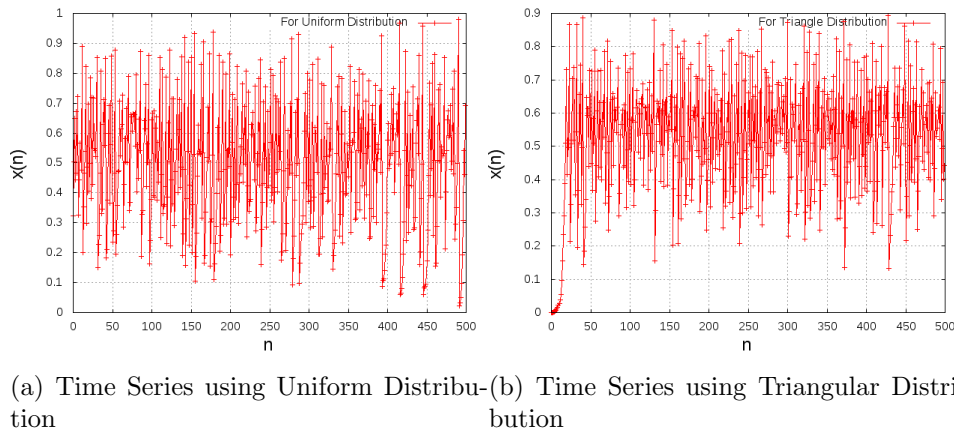 For Uniform Distribution
1
0.9
0.8
0.7
0.6
0.5
0.4
0.3
0.2
0.1
0
x(n)
0 50 100 150 200 250 300 350 400 450 500
n
For Triangle Distribution
0.9
0.8
0.7
0.6
0.5
0.4
0.3
0.2
0.1
0
x(n)
0 50 100 150 200 250 300 350 400 450 500
n
(a) Time Series using Uniform Distribu-
tion
(b) Time Series using Triangular Distri
bution